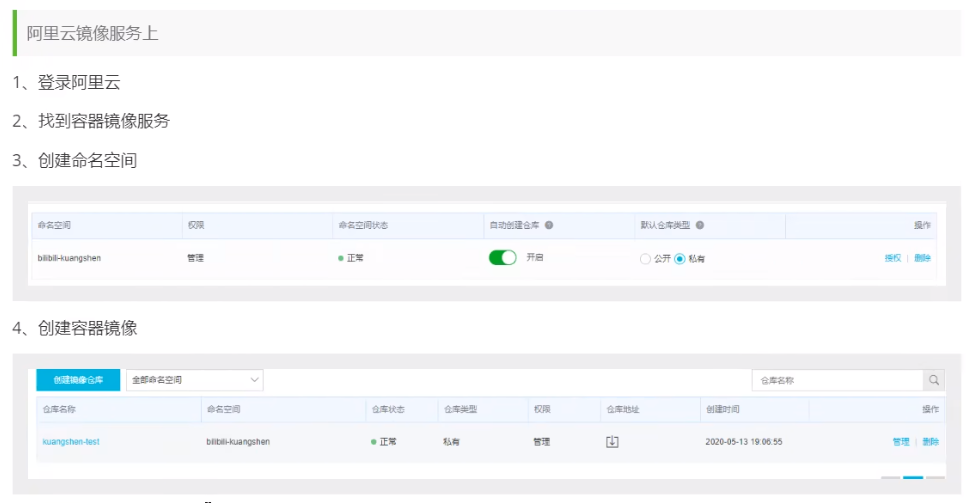 阿里云镜像服务上
1、登录阿里云
2、找到容器镜像服务
3、创建命名空间
命名空间 权限 命名空间状态 自动创建仓库 默认仓库类型 操作
bilibili-kuangshen 管理 正常 开启 公开 私有 授权 | 删除
4、创建容器镜像
创建镜像仓库 全部命名空间 仓库名称
仓库名称 命名空间 仓库状态 仓库类型 权限 仓库地址 创建时间 操作
kuangshen-test bilibili-kuangshen 正常 私有 管理 2020-05-13 19:06:55 管理 | 删除